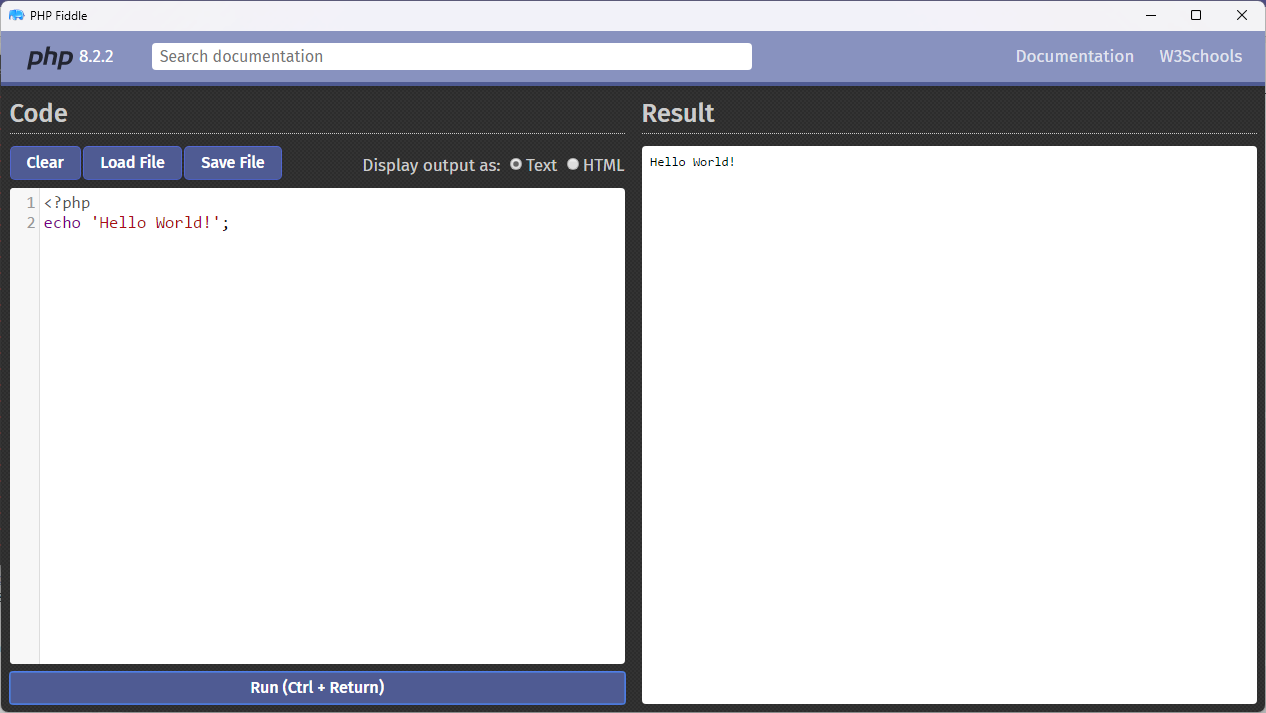 PHP Fiddle
php 8.2.2
Search documentation
Documentation
W3Schools
Code
Clear
Load File
Save File
Display output as: Text HTML
1 <?php
2 echo 'Hello World!';
Run (Ctrl + Return)
Result
Hello World!